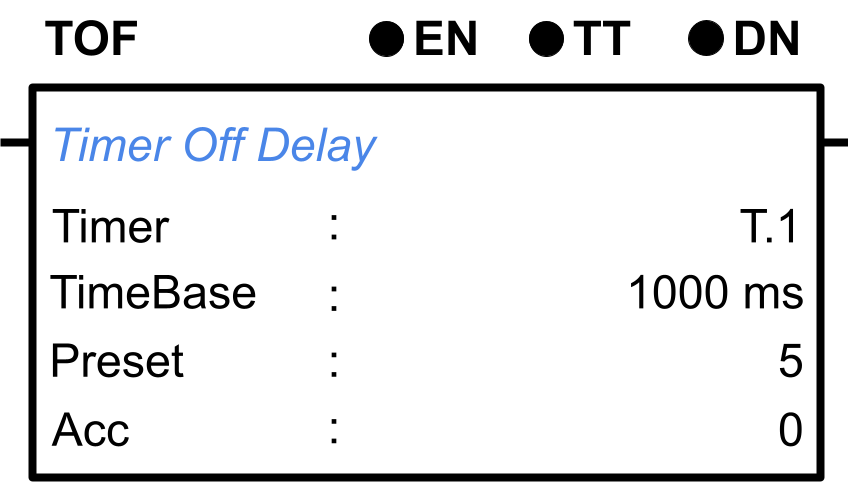 TOF ●EN ●TT ●DN
Timer Off Delay
Timer : T.1
TimeBase : 1000 ms
Preset : 5
Acc : 0